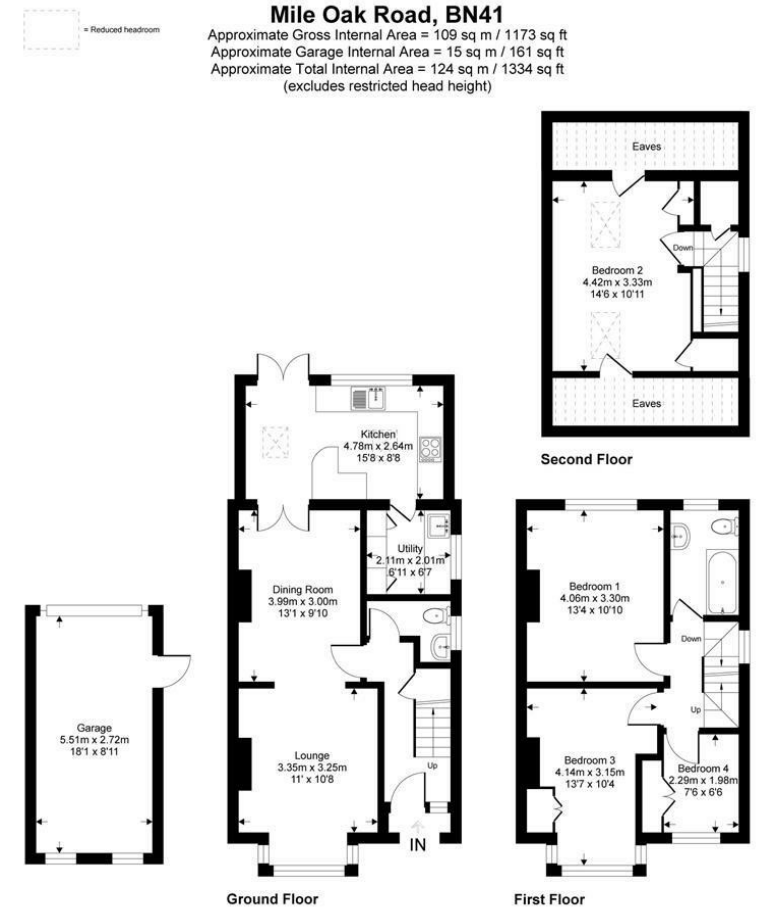 Mile Oak Road, BN41
= Reduced headroom
Approximate Gross Internal Area = 109 sq m / 1173 sq ft
Approximate Garage Internal Area = 15 sq m / 161 sq ft
Approximate Total Internal Area = 124 sq m / 1334 sq ft
(excludes restricted head height)
Eaves
Down
Bedroom 2
4.42m x 3.33m
14'6 x 10'11
Eaves
Second Floor
Kitchen
4.78m x 2.64m
15'8 x 8'8
Utility
2.11m x 2.01m
6'11 x 6'7
Dining Room
3.99m x 3.00m
13'1 x 9'10
Lounge
3.35m x 3.25m
11' x 10'8
Up
IN
Ground Floor
Garage
5.51m x 2.72m
18'1 x 8'11
Bedroom 1
4.06m x 3.30m
13'4 x 10'10
Down
Up
Bedroom 3
4.14m x 3.15m
13'7 x 10'4
Bedroom 4
2.29m x 1.98m
7'6 x 6'6
First Floor